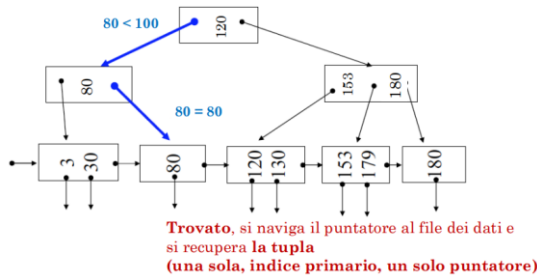 80 < 100
120
80
153
180
80 = 80
3
30
80
120
130
153
179
180
Trovato, si naviga il puntatore al file dei dati e
si recupera la tupla
(una sola, indice primario, un solo puntatore)